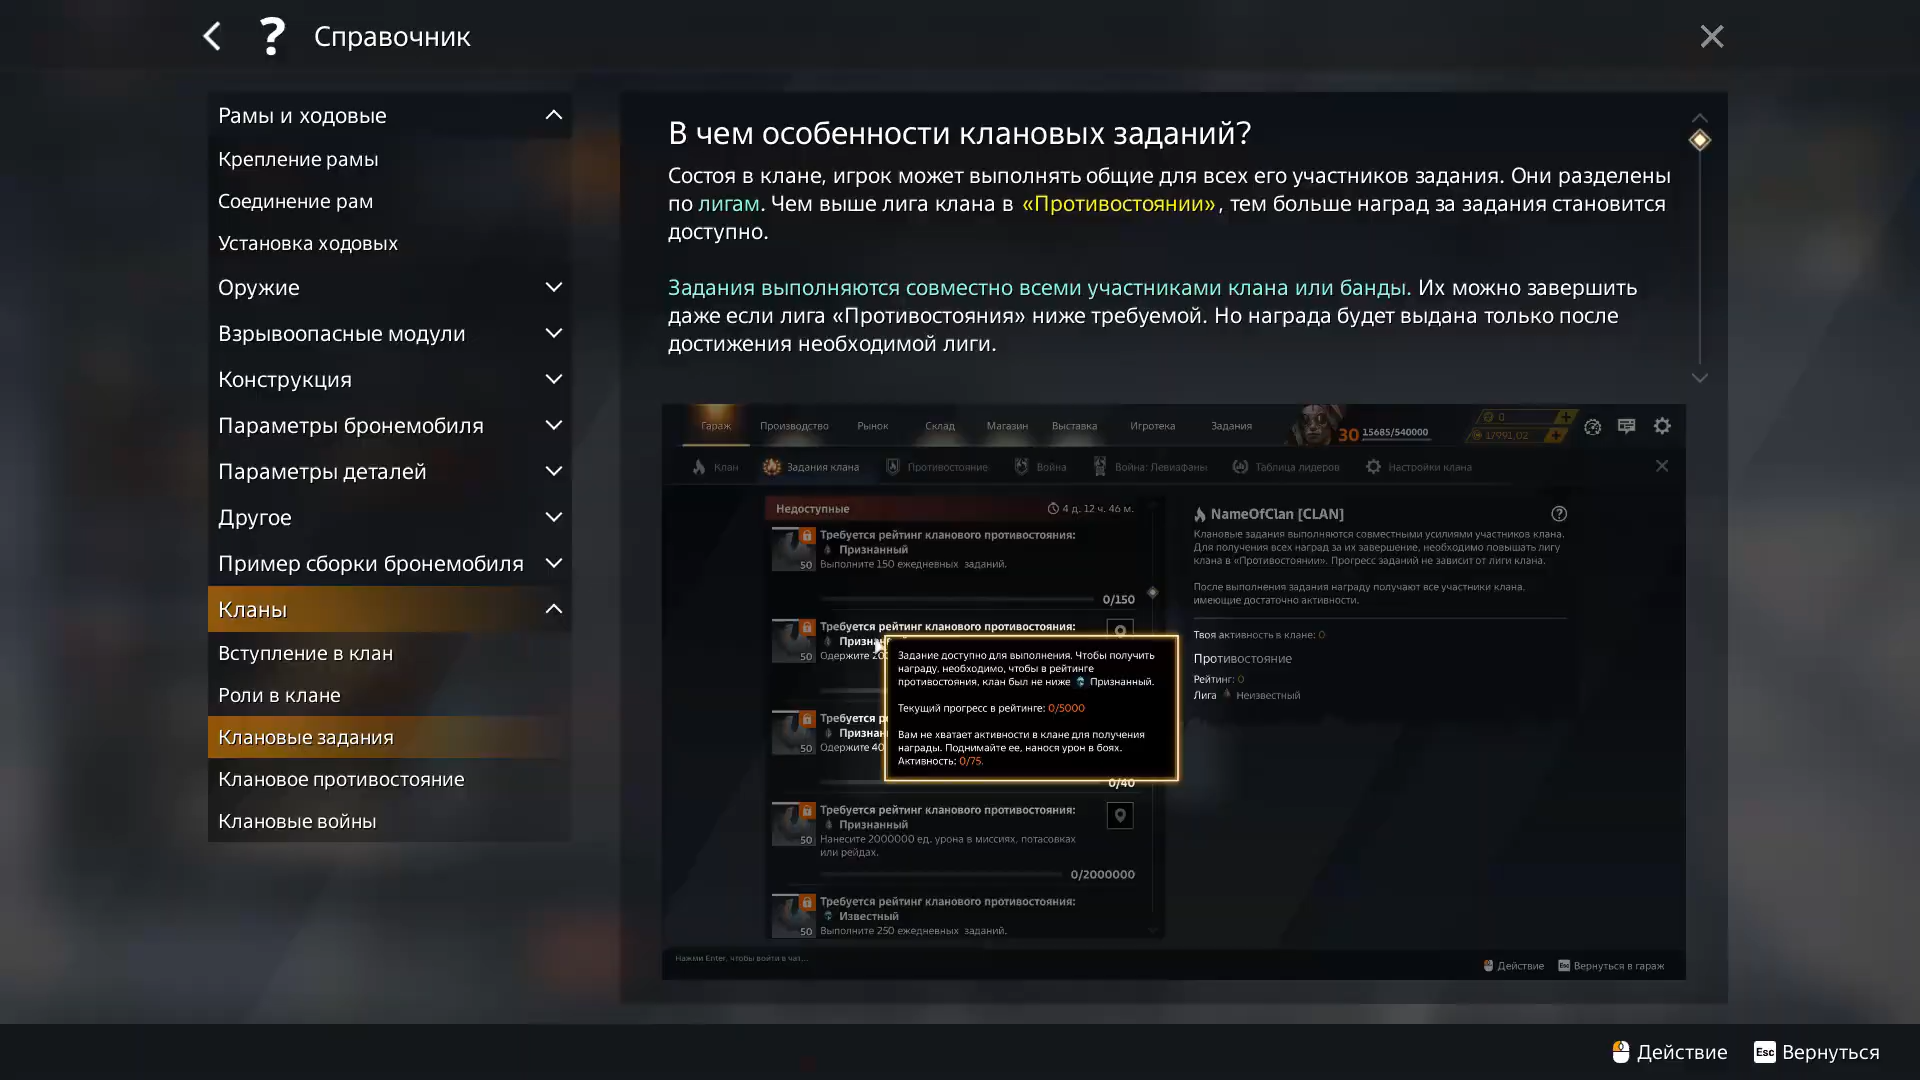 Справочник
Рамы и ходовые
Крепление рамы
Соединение рам
Установка ходовых
Оружие
Взрывоопасные модули
Конструкция
Параметры бронемобиля
Параметры деталей
Другое
Пример сборки бронемобиля
Кланы
Вступление в клан
Роли в клане
Клановые задания
Клановое противостояние
Клановые войны
В чем особенности клановых заданий?
Состоя в клане, игрок может выполнять общие для всех его участников задания. Они разделены
по лигам. Чем выше лига клана в «Противостоянии», тем больше наград за задания становится
доступно.
Задания выполняются совместно всеми участниками клана или банды. Их можно завершить
даже если лига «Противостояния» ниже требуемой. Но награда будет выдана только после
достижения необходимой лиги.
Гараж Производство Рынок Склад Магазин Выставка Игротека Задания
30 15685/540000
0
17991,02
Клан Задания клана Противостояние Война Война: Левиафаны Таблица лидеров Настройки клана
Недоступные 4 д. 12 ч. 46 м.
Требуется рейтинг кланового противостояния:
Признанный
50 Выполните 150 ежедневных заданий.
0/150
Требуется рейтинг кланового противостояния:
50
Задание доступно для выполнения. Чтобы получить
награду, необходимо, чтобы в рейтинге
противостояния, клан был не ниже Признанный.
Текущий прогресс в рейтинге: 0/5000
Вам не хватает активности в клане для получения
награды. Поднимайте ее, нанося урон в боях.
Активность: 0/75.
50 Одержите 40
0/40
Требуется рейтинг кланового противостояния:
Признанный
50 Нанесите 2000000 ед. урона в миссиях, потасовках
или рейдах.
0/2000000
Требуется рейтинг кланового противостояния:
Известный
50 Выполните 250 ежедневных заданий.
NameOfClan [CLAN]
Клановые задания выполняются совместными усилиями участников клана.
Для получения всех наград за их завершение, необходимо повышать лигу
клана в «Противостоянии». Прогресс заданий не зависит от лиги клана.
После выполнения задания награду получают все участники клана,
имеющие достаточно активности.
Твоя активность в клане: 0
Противостояние
Рейтинг: 0
Лига Неизвестный
Нажми Enter, чтобы войти в чат...
Действие Esc Вернуться в гараж
Действие Esc Вернуться